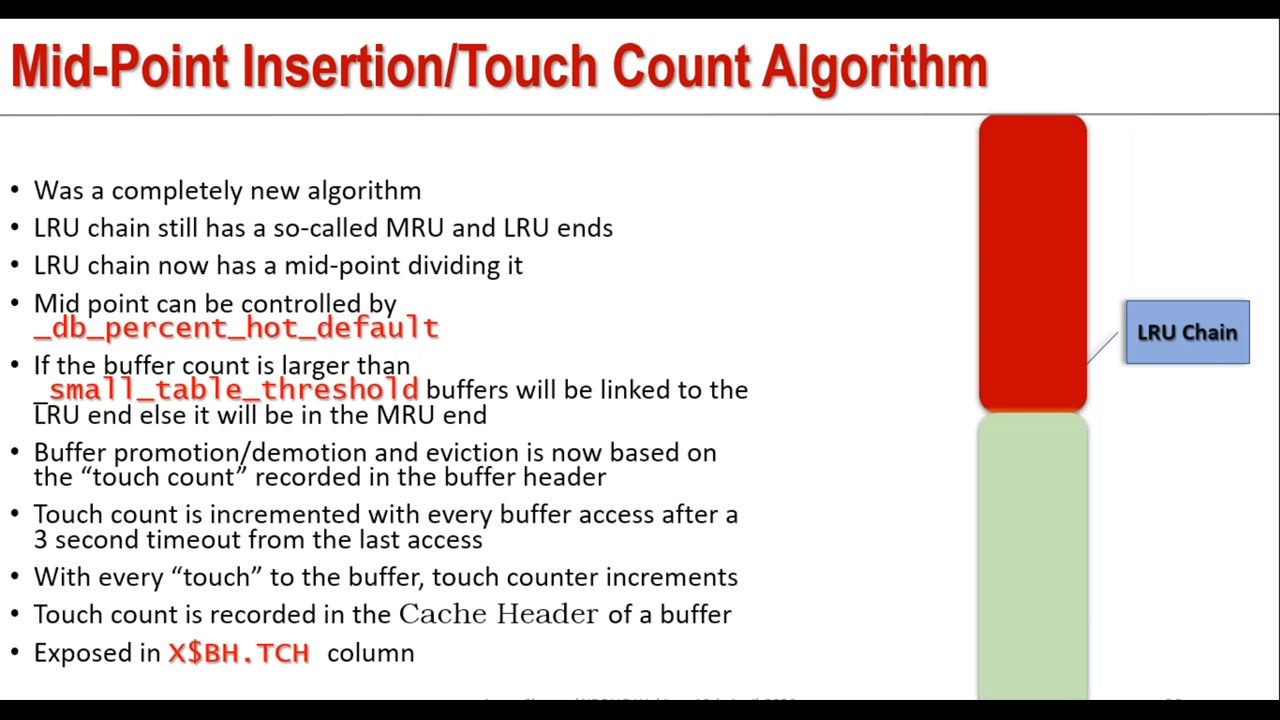 Mid-Point Insertion/Touch Count Algorithm
• Was a completely new algorithm
• LRU chain still has a so-called MRU and LRU ends
• LRU chain now has a mid-point dividing it
• Mid point can be controlled by
_db_percent_hot_default
• If the buffer count is larger than
_small_table_threshold buffers will be linked to the
LRU end else it will be in the MRU end
• Buffer promotion/demotion and eviction is now based on
the “touch count” recorded in the buffer header
• Touch count is incremented with every buffer access after a
3 second timeout from the last access
• With every “touch” to the buffer, touch counter increments
• Touch count is recorded in the Cache Header of a buffer
• Exposed in X$BH.TCH column
LRU Chain